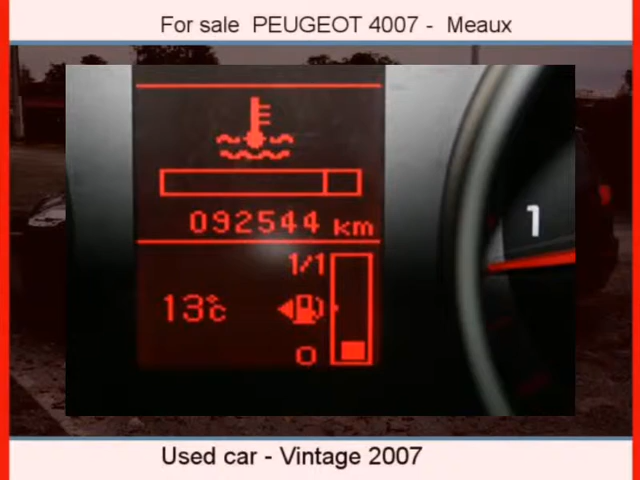 For sale PEUGEOT 4007 - Meaux
092544 km
1/1
13°C
0
1
Used car - Vintage 2007